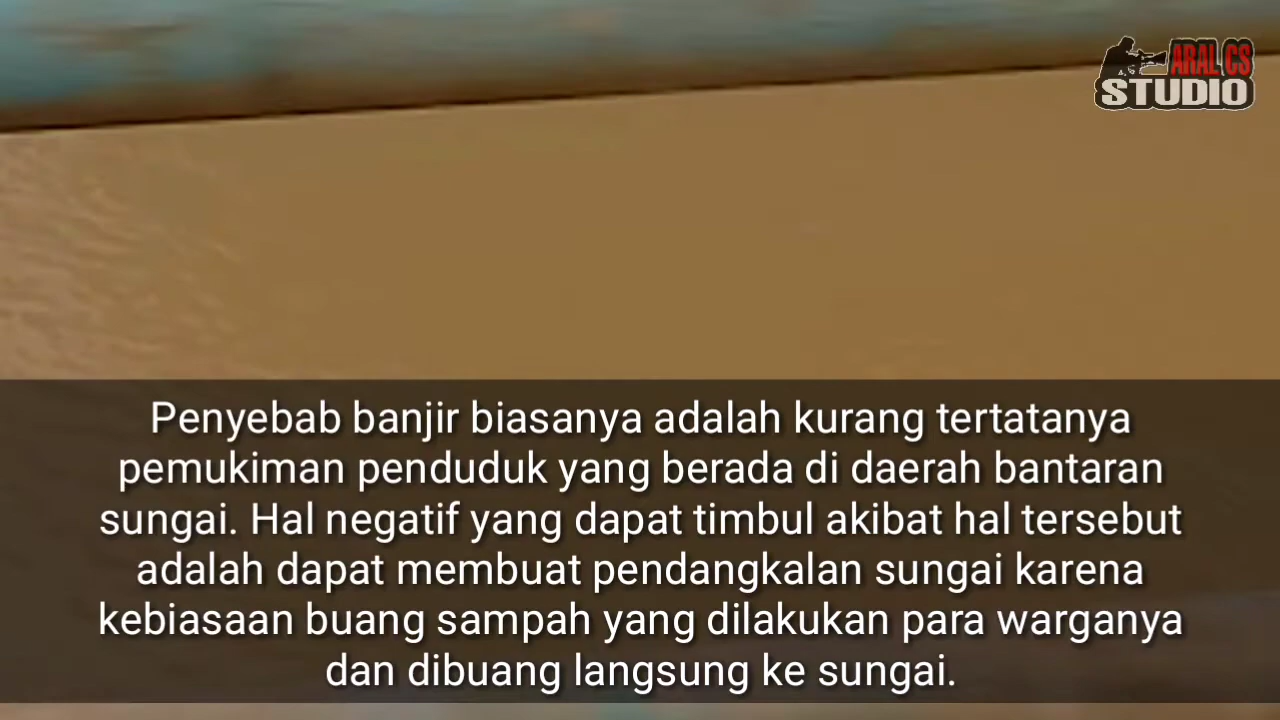 ARAL CS
STUDIO
Penyebab banjir biasanya adalah kurang tertatanya
pemukiman penduduk yang berada di daerah bantaran
sungai. Hal negatif yang dapat timbul akibat hal tersebut
adalah dapat membuat pendangkalan sungai karena
kebiasaan buang sampah yang dilakukan para warganya
dan dibuang langsung ke sungai.